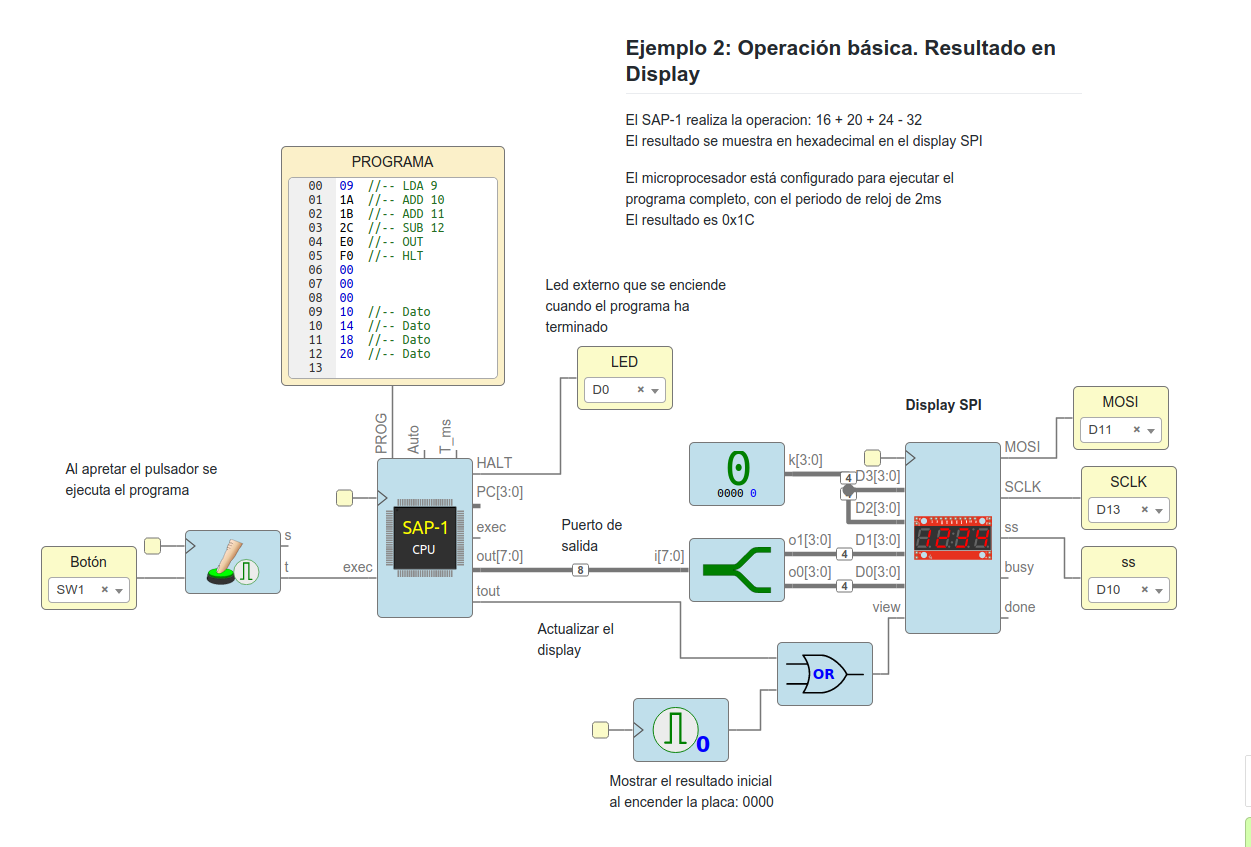 Ejemplo 2: Operación básica. Resultado en
Display
El SAP-1 realiza la operacion: 16 + 20 + 24 - 32
El resultado se muestra en hexadecimal en el display SPI
El microprocesador está configurado para ejecutar el
programa completo, con el periodo de reloj de 2ms
El resultado es 0x1C
PROGRAMA
00 09 //-- LDA 9
01 1A //-- ADD 10
02 1B //-- ADD 11
03 2C //-- SUB 12
04 E0 //-- OUT
05 F0 //-- HLT
06 00
07 00
08 00
09 10 //-- Dato
10 14 //-- Dato
11 18 //-- Dato
12 20 //-- Dato
13
Led externo que se enciende
cuando el programa ha
terminado
LED
D0 × 
Display SPI
MOSI
D11 ×
Al apretar el pulsador se
ejecuta el programa
PROG
Auto
T_ms
HALT
PC[3:0]
exec
out[7:0]
tout
exec
SAP-1
CPU
Botón
SW1 ×
s
t
Puerto de
salida
8
i[7:0]
0
0000 0
k[3:0]
4
4
o1[3:0]
4
o0[3:0]
4
D3[3:0]
D2[3:0]
D1[3:0]
D0[3:0]
view
MOSI
SCLK
ss
busy
done
1.2.3.4
SCLK
D13 ×
ss
D10 ×
Actualizar el
display
OR
0
Mostrar el resultado inicial
al encender la placa: 0000